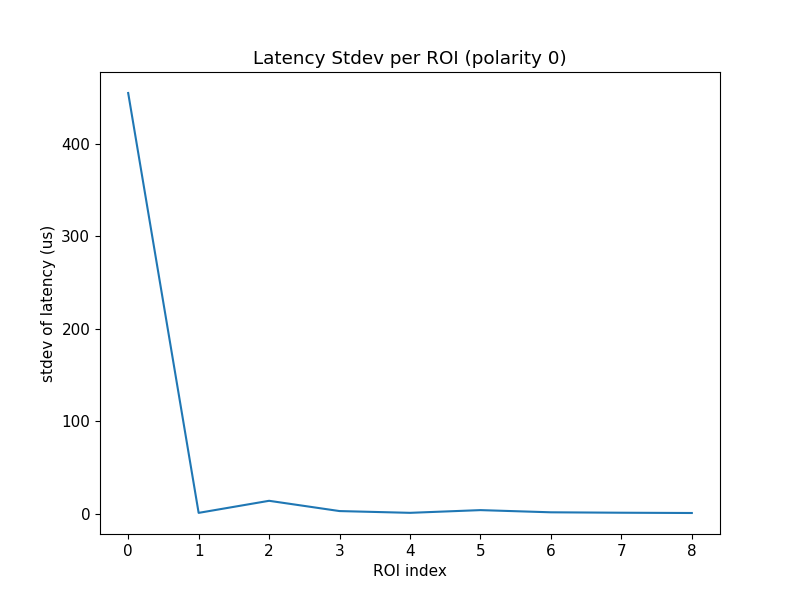 Latency Stdev per ROI (polarity 0)
stdev of latency (us)
400
300
200
100
0
0 1 2 3 4 5 6 7 8
ROI index